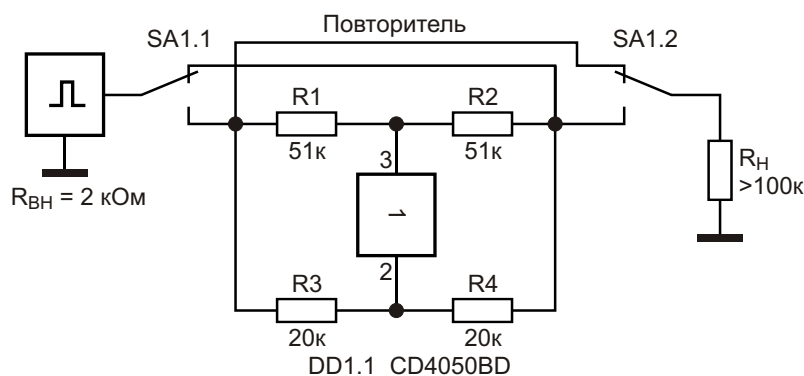 Повторитель
SA1.1
SA1.2
R1
R2
51к
51к
3
1
R_H
>100к
R_BH = 2 кОм
2
R3
R4
20к
20к
DD1.1 CD4050BD